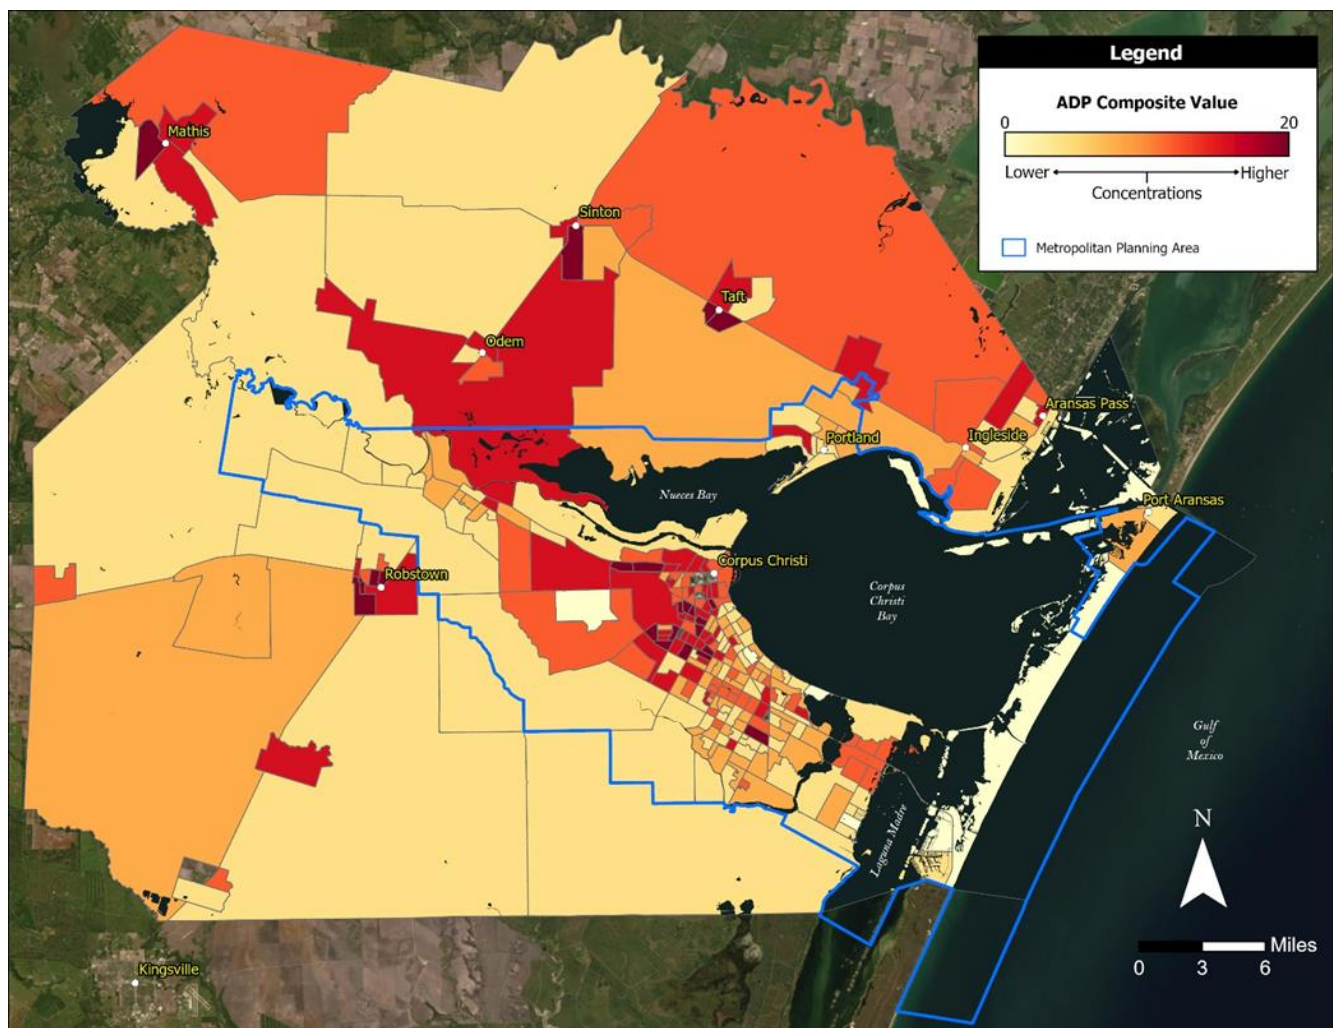 Legend
ADP Composite Value
0 20
Lower Higher
Concentrations
Metropolitan Planning Area
Mathis
Sinton
Taft
Odem
Aransas Pass
Portland
Ingleside
Nueces Bay
Port Aransas
Corpus Christi
Robstown
Corpus
Christi
Bay
Gulf
of
Mexico
Laguna Madre
N
Kingsville
Miles
0 3 6